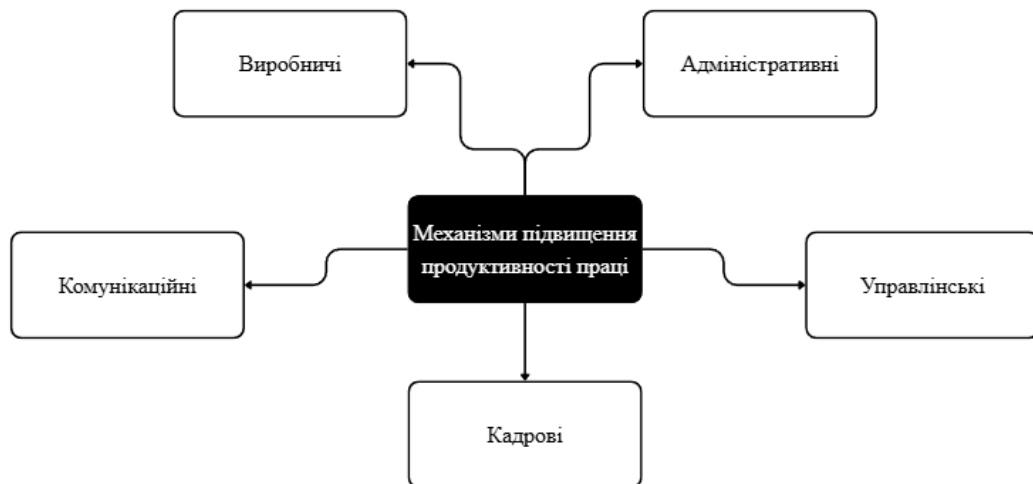 Виробничі
Адміністративні
Механізми підвищення
продуктивності праці
Комунікаційні
Управлінські
Кадрові